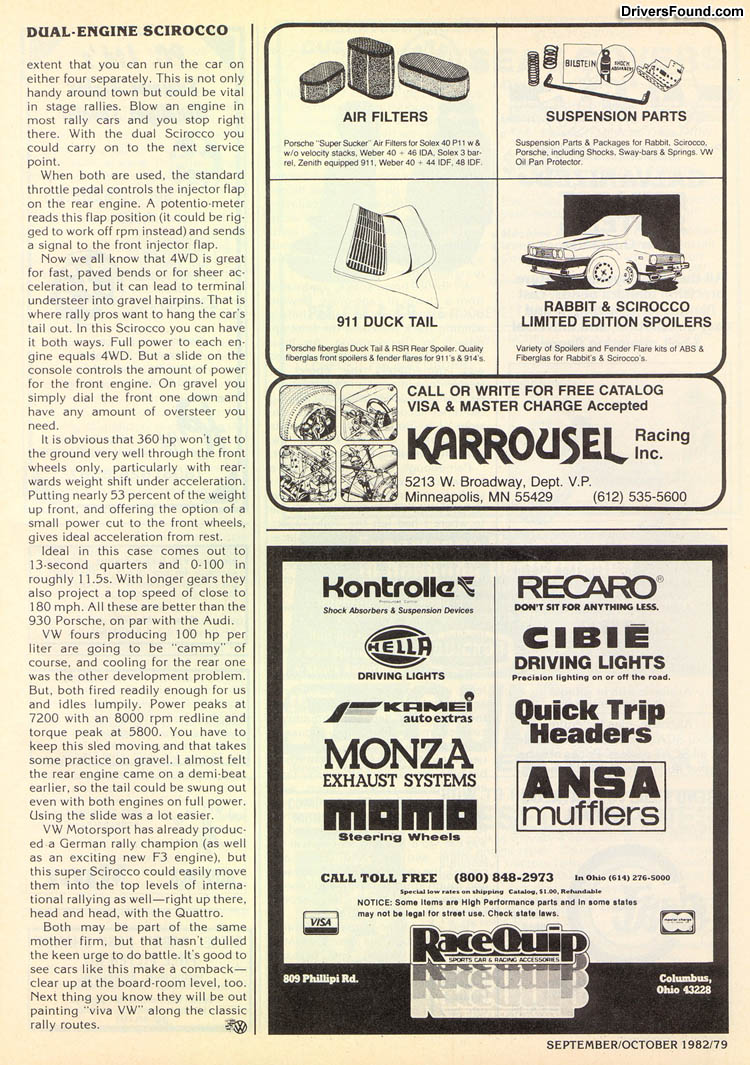 DriversFound.com
DUAL-ENGINE SCIROCCO
extent that you can run the car on
either four separately. This is not only
handy around town but could be vital
in stage rallies. Blow an engine in
most rally cars and you stop right
there. With the dual Scirocco you
could carry on to the next service
point.
When both are used, the standard
throttle pedal controls the injector flap
on the rear engine. A potentio-meter
reads this flap position (it could be rig-
ged to work off rpm instead) and sends
a signal to the front injector flap.
Now we all know that 4WD is great
for fast, paved bends or for sheer ac-
celeration, but it can lead to terminal
understeer into gravel hairpins. That is
where rally pros want to hang the car's
tail out. In this Scirocco you can have
it both ways. Full power to each en-
gine equals 4WD. But a slide on the
console controls the amount of power
for the front engine. On gravel you
simply dial the front one down and
have any amount of oversteer you
need.
It is obvious that 360 hp won't get to
the ground very well through the front
wheels only, particularly with rear-
wards weight shift under acceleration.
Putting nearly 53 percent of the weight
up front, and offering the option of a
small power cut to the front wheels,
gives ideal acceleration from rest.
Ideal in this case comes out to
13-second quarters and 0-100 in
roughly 11.5s. With longer gears they
also project a top speed of close to
180 mph. All these are better than the
930 Porsche, on par with the Audi.
VW fours producing 100 hp per
liter are going to be "cammy" of
course, and cooling for the rear one
was the other development problem.
But, both fired readily enough for us
and idles lumpily. Power peaks at
7200 with an 8000 rpm redline and
torque peak at 5800. You have to
keep this sled moving and that takes
some practice on gravel. I almost felt
the rear engine came on a demi-beat
earlier, so the tail could be swung out
even with both engines on full power.
Using the slide was a lot easier.
VW Motorsport has already produc-
ed a German rally champion (as well
as an exciting new F3 engine), but
this super Scirocco could easily move
them into the top levels of interna-
tional rallying as well—right up there,
head and head, with the Quattro.
Both may be part of the same
mother firm, but that hasn't dulled
the keen urge to do battle. It's good to
see cars like this make a comback—
clear up at the board-room level, too.
Next thing you know they will be out
painting "viva VW" along the classic
rally routes.
AIR FILTERS
Porsche "Super Sucker" Air Filters for Solex 40 P11 w &
w/o velocity stacks, Weber 40 + 46 IDA, Solex 3 bar-
rel, Zenith equipped 911, Weber 40 + 44 IDF, 48 IDF.
BILSTEIN
SHOCK
ABSORBERS
SUSPENSION PARTS
Suspension Parts & Packages for Rabbit, Scirocco,
Porsche, including Shocks, Sway-bars & Springs. VW
Oil Pan Protector.
911 DUCK TAIL
Porsche fiberglas Duck Tail & RSR Rear Spoiler. Quality
fiberglas front spoilers & fender flares for 911's & 914's.
RABBIT & SCIROCCO
LIMITED EDITION SPOILERS
Variety of Spoilers and Fender Flare kits of ABS &
Fiberglas for Rabbit's & Scirocco's.
CALL OR WRITE FOR FREE CATALOG
VISA & MASTER CHARGE Accepted
KARROUSEL Racing Inc.
5213 W. Broadway, Dept. V.P.
Minneapolis, MN 55429 (612) 535-5600
Kontrolle
Shock Absorbers & Suspension Devices
HELLA
DRIVING LIGHTS
KAMEI
auto extras
MONZA
EXHAUST SYSTEMS
momo
Steering Wheels
RECARO®
DON'T SIT FOR ANYTHING LESS.
CIBIÉ
DRIVING LIGHTS
Precision lighting on or off the road.
Quick Trip
Headers
ANSA
mufflers
CALL TOLL FREE (800) 848-2973 In Ohio (614) 276-5000
Special low rates on shipping Catalog, $1.00, Refundable
NOTICE: Some Items are High Performance parts and in some states
may not be legal for street use. Check state laws.
VISA
master charge
RaceQuip
SPORTS CAR & RACING ACCESSORIES
809 Phillipi Rd.
Columbus,
Ohio 43228
SEPTEMBER/OCTOBER 1982/79